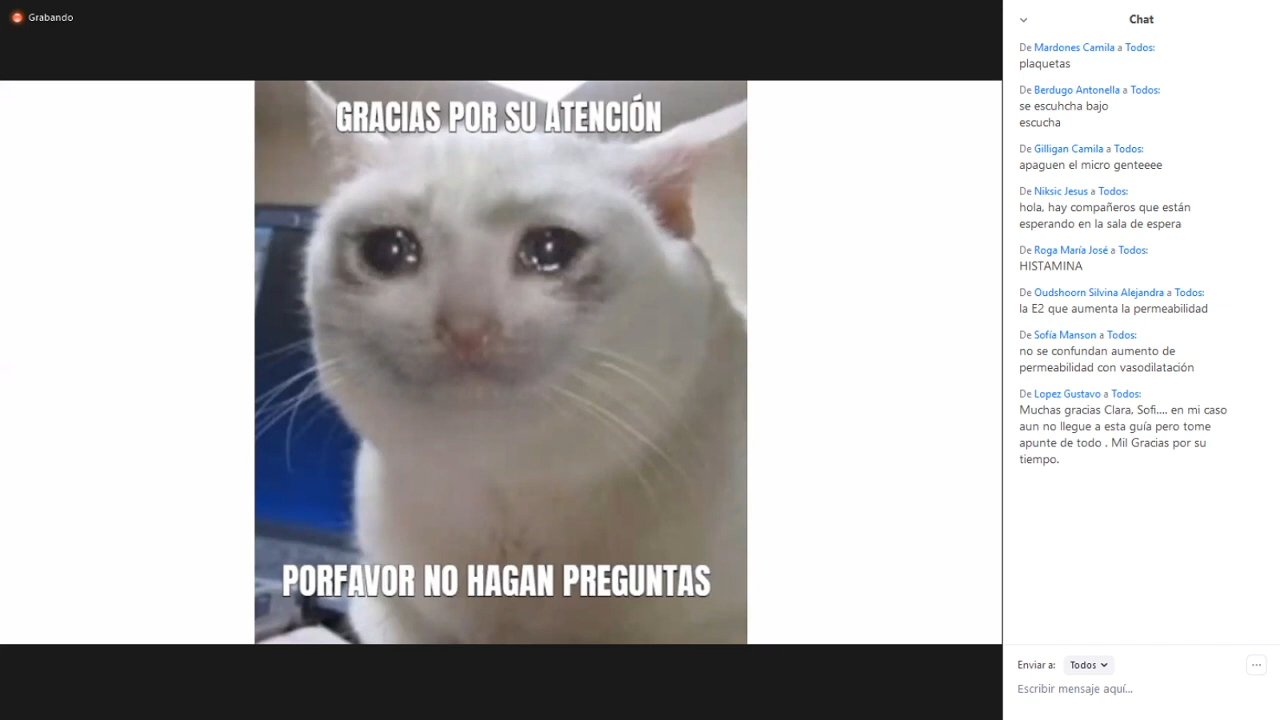 Grabando
GRACIAS POR SU ATENCIÓN
PORFAVOR NO HAGAN PREGUNTAS
Chat
De Mardones Camila a Todos:
plaquetas
De Berdugo Antonella a Todos:
se escuhcha bajo
escucha
De Gilligan Camila a Todos:
apaguen el micro genteeee
De Niksic Jesus a Todos:
hola, hay compañeros que están
esperando en la sala de espera
De Roga María José a Todos:
HISTAMINA
De Oudshoorn Silvina Alejandra a Todos:
la E2 que aumenta la permeabilidad
De Sofía Manson a Todos:
no se confundan aumento de
permeabilidad con vasodilatación
De Lopez Gustavo a Todos:
Muchas gracias Clara, Sofi.... en mi caso
aun no llegue a esta guía pero tome
apunte de todo . Mil Gracias por su
tiempo.
Enviar a: Todos
Escribir mensaje aquí...